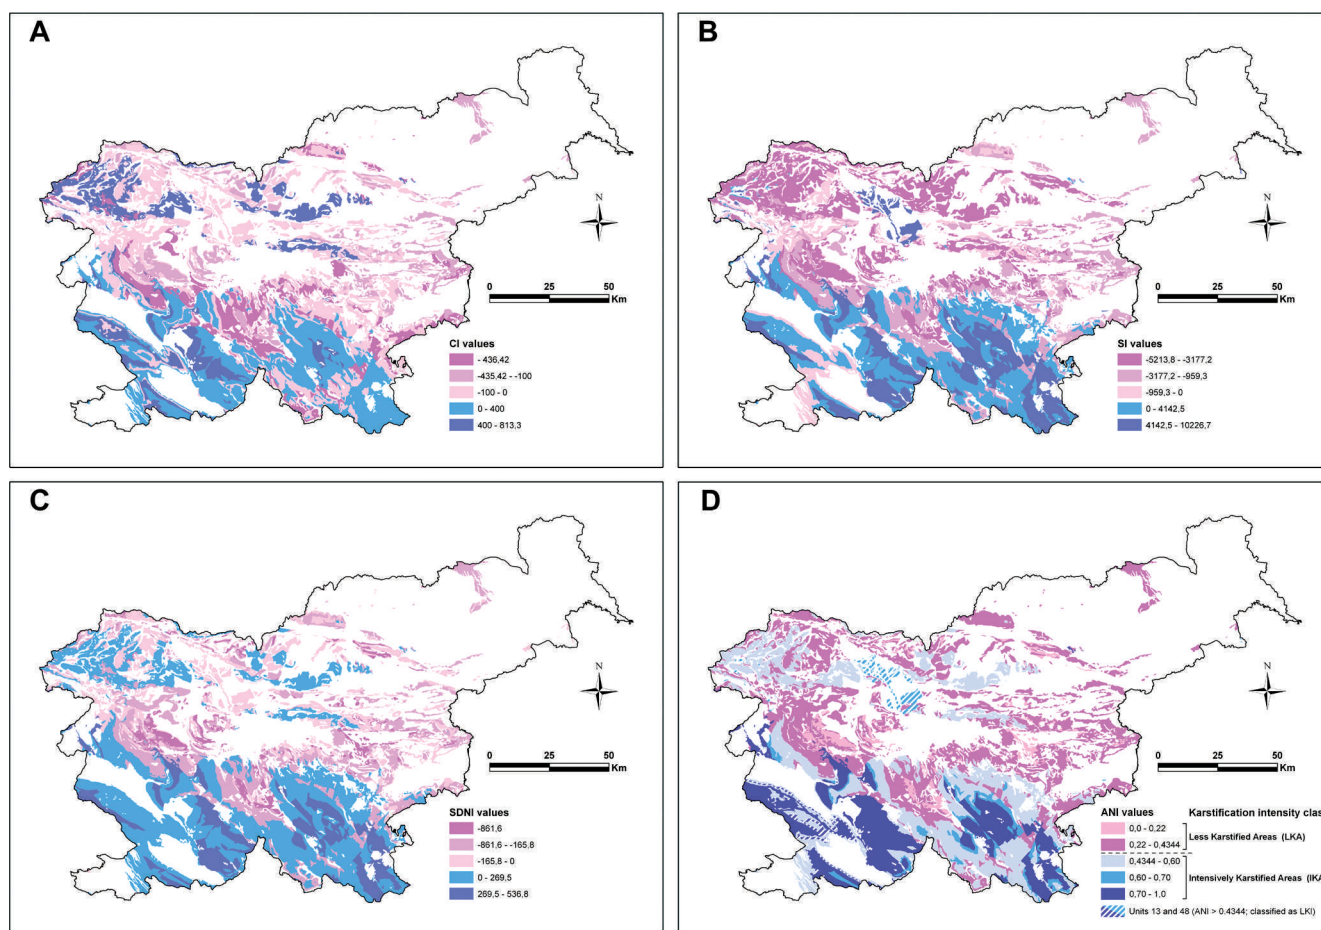 A
N
0 25 50
Km
CI values
- 436,42
-435,42 – -100
-100 - 0
0 - 400
400 - 813,3
B
N
0 25 50
Km
SI values
-5213,8 – -3177,2
-3177,2 - -959,3
-959,3 - 0
0 - 4142,5
4142,5 - 10226,7
C
N
0 25 50
Km
SDNI values
-861,6
-861,6 – -165,8
-165,8 – 0
0 - 269,5
269,5 - 536,8
D
N
0 25 50
Km
ANI values Karstification intensity clas
0,0 - 0,22
Less Karstified Areas (LKA)
0,22 - 0,4344
0,4344 - 0,60
0,60 - 0,70 Intensively Karstified Areas (IKA
0,70 - 1,0
Units 13 and 48 (ANI > 0.4344; classified as LKI)